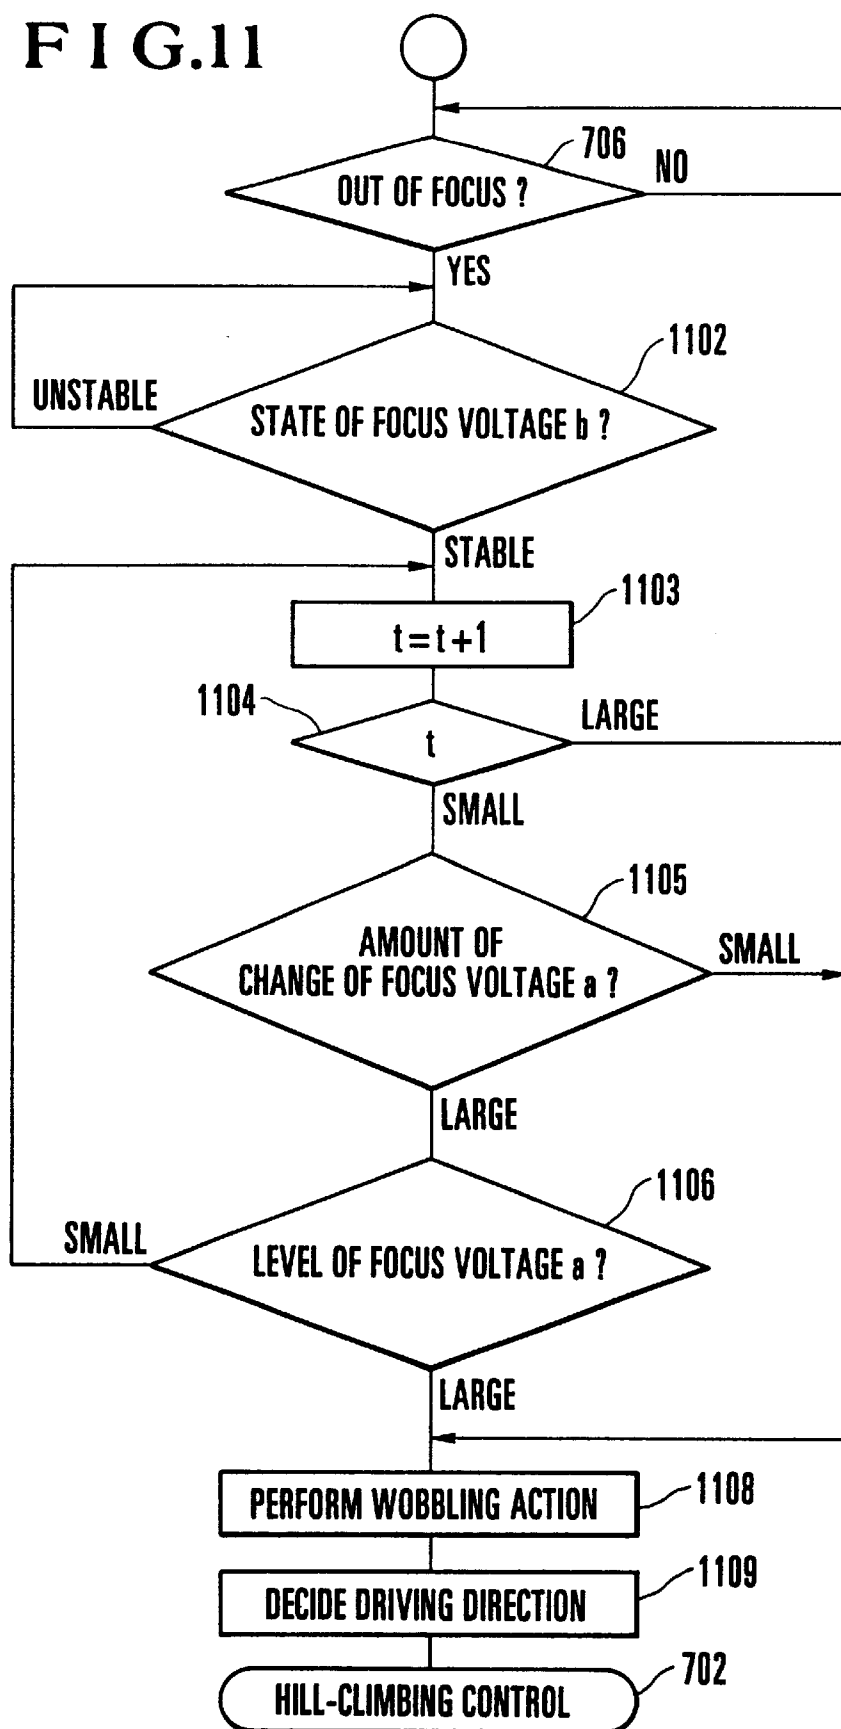 FIG.11
706
OUT OF FOCUS ?
NO
YES
1102
UNSTABLE
STATE OF FOCUS VOLTAGE b ?
STABLE
1103
t=t+1
1104
LARGE
t
SMALL
1105
AMOUNT OF
CHANGE OF FOCUS VOLTAGE a ?
SMALL
LARGE
1106
SMALL
LEVEL OF FOCUS VOLTAGE a ?
LARGE
PERFORM WOBBLING ACTION
1108
DECIDE DRIVING DIRECTION
1109
HILL-CLIMBING CONTROL
702